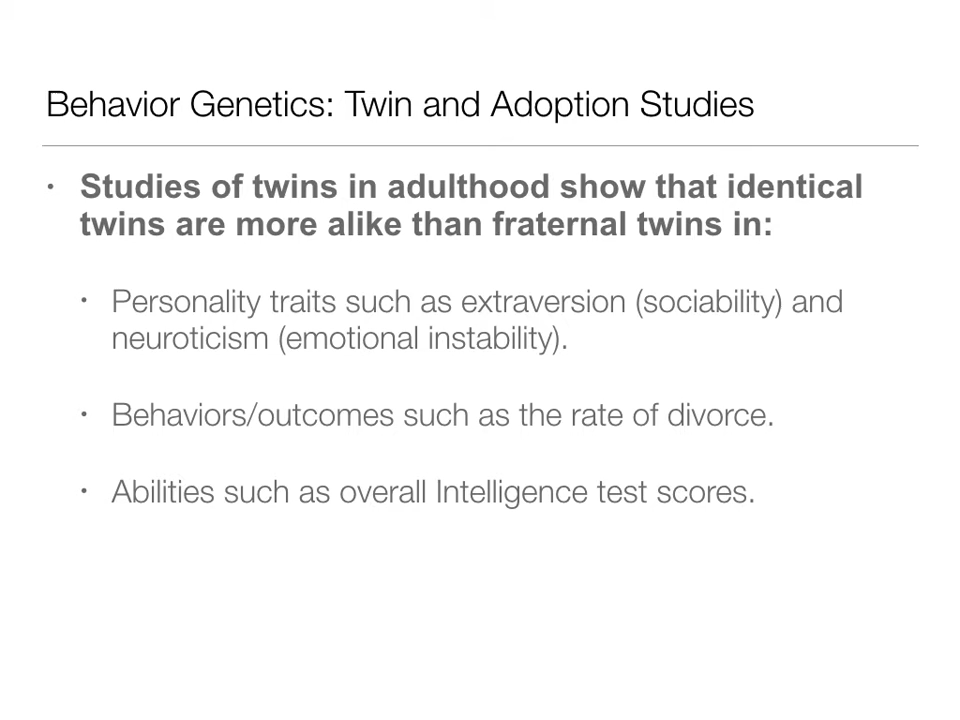 Behavior Genetics: Twin and Adoption Studies
• Studies of twins in adulthood show that identical
twins are more alike than fraternal twins in:
• Personality traits such as extraversion (sociability) and
neuroticism (emotional instability).
• Behaviors/outcomes such as the rate of divorce.
• Abilities such as overall Intelligence test scores.